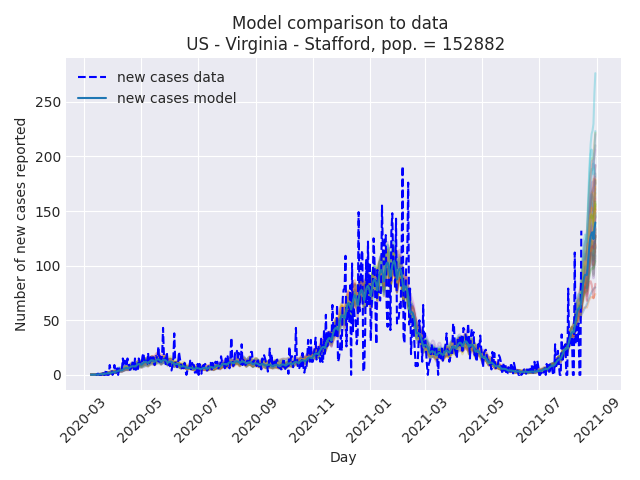 Model comparison to data
US - Virginia - Stafford, pop. = 152882
new cases data
new cases model
Number of new cases reported
250
200
150
100
50
0
2020-03
2020-05
2020-07
2020-09
2020-11
2021-01
2021-03
2021-05
2021-07
2021-09
Day